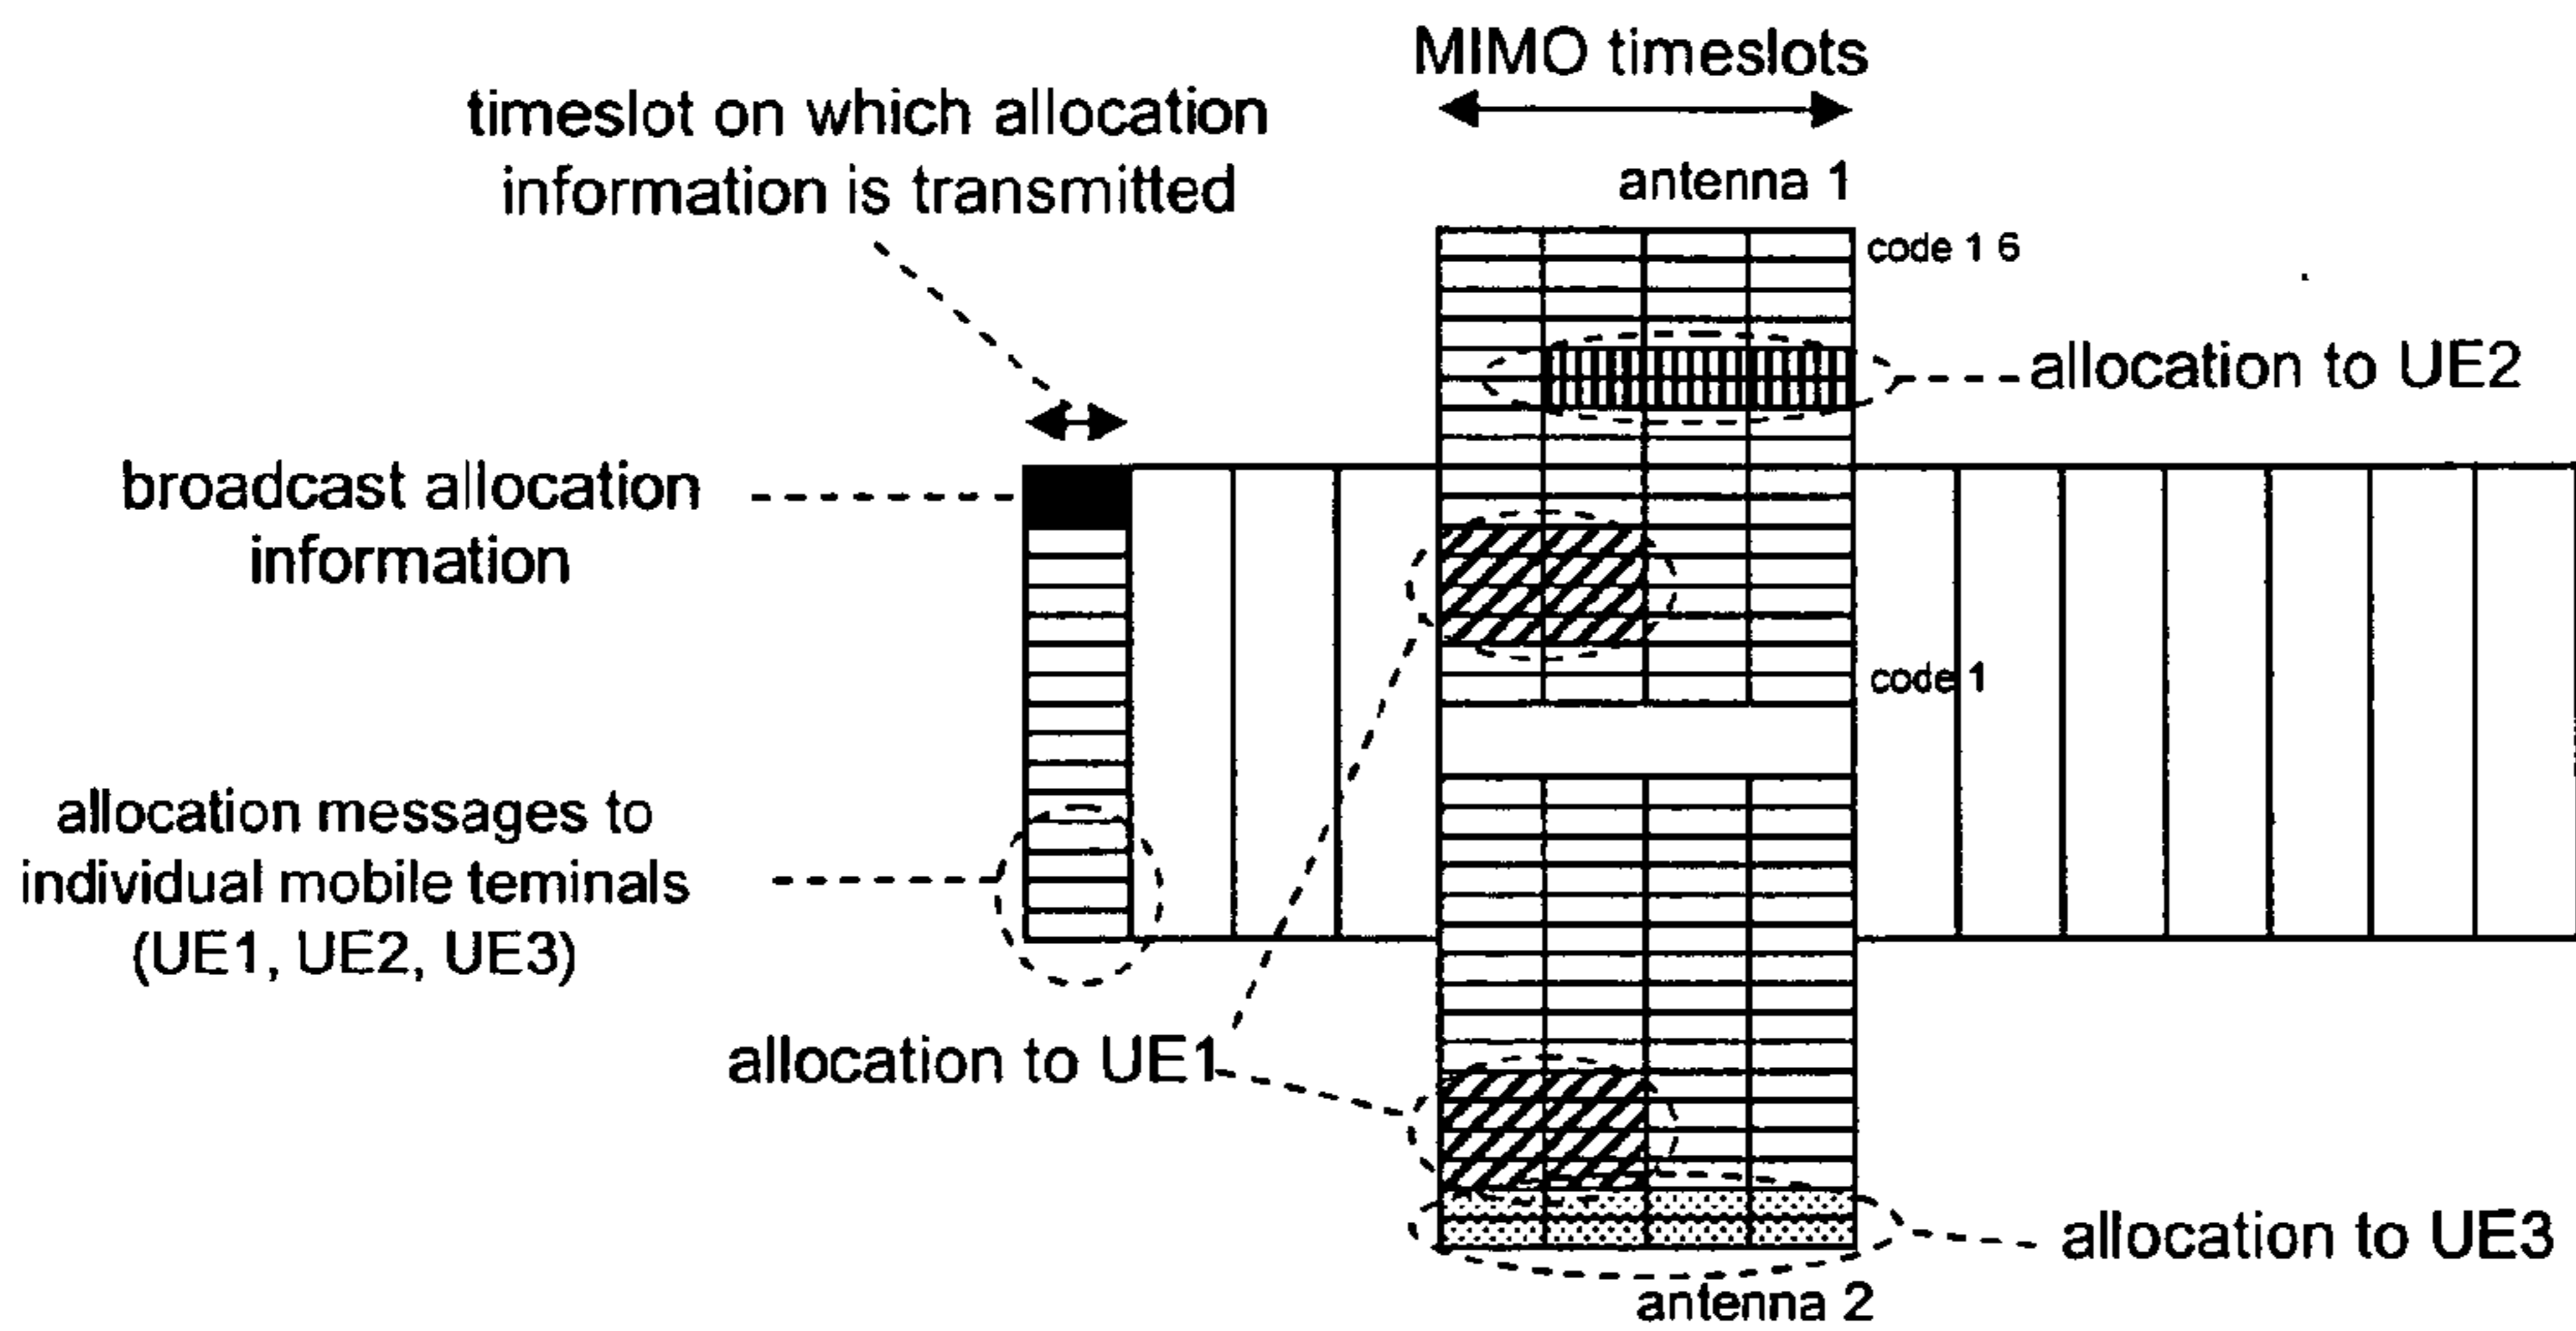 MIMO timeslots
timeslot on which allocation
information is transmitted
antenna 1
code 1 6
allocation to UE2
broadcast allocation
information
code 1
allocation messages to
individual mobile teminals
(UE1, UE2, UE3)
allocation to UE1
allocation to UE3
antenna 2